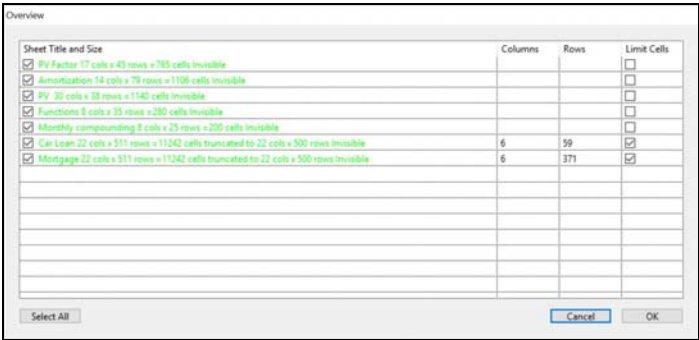 Overview
Sheet Title and Size Columns Rows Limit Cells
PV Factor 17 cols x 45 rows =765 cells Invisible
Amortization 14 cols x 79 rows =1106 cells Invisible
PV 30 cols x 38 rows =1140 cells Invisible
Functions 8 cols x 35 rows =280 cells Invisible
Monthly compounding 8 cols x 25 rows =200 cells Invisible
Car Loan 22 cols x 511 rows =11242 cells truncated to 22 cols x 500 rows Invisible 6 59
Mortgage 22 cols x 511 rows =11242 cells truncated to 22 cols x 500 rows Invisible 6 371
Select All Cancel OK